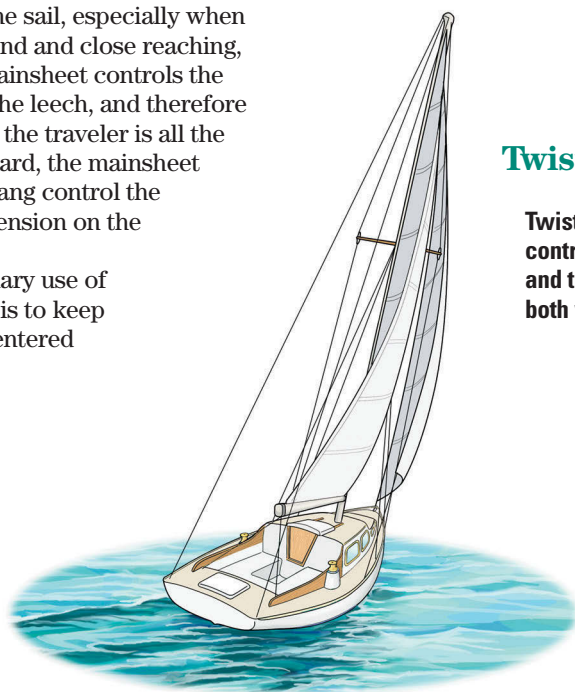 he sail, especially when
nd and close reaching,
ainsheet controls the
he leech, and therefore
the traveler is all the
ard, the mainsheet
ang control the
ension on the
ary use of
is to keep
entered
Twis
Twist
contr
and t
both